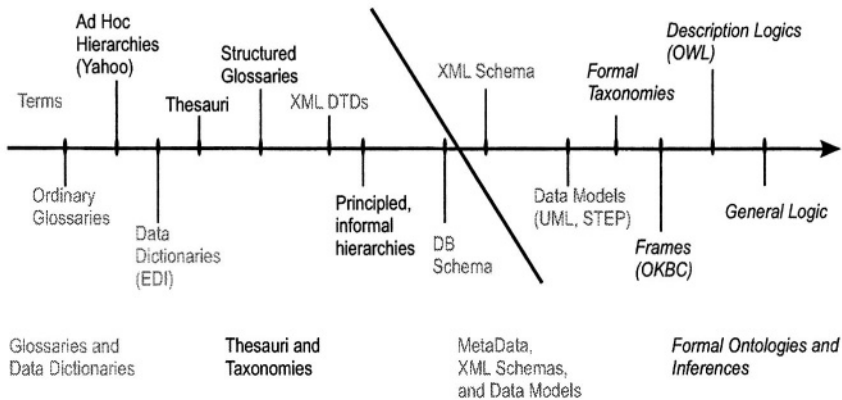 Ad Hoc
Hierarchies
(Yahoo)
Structured
Glossaries
Description Logics
(OWL)
Terms
Thesauri
XML DTDs
XML Schema
Formal
Taxonomies
Ordinary
Glossaries
Data
Dictionaries
(EDI)
Principled,
informal
hierarchies
DB
Schema
Data Models
(UML, STEP)
Frames
(OKBC)
General Logic
Glossaries and
Data Dictionaries
Thesauri and
Taxonomies
MetaData,
XML Schemas,
and Data Models
Formal Ontologies and
Inferences